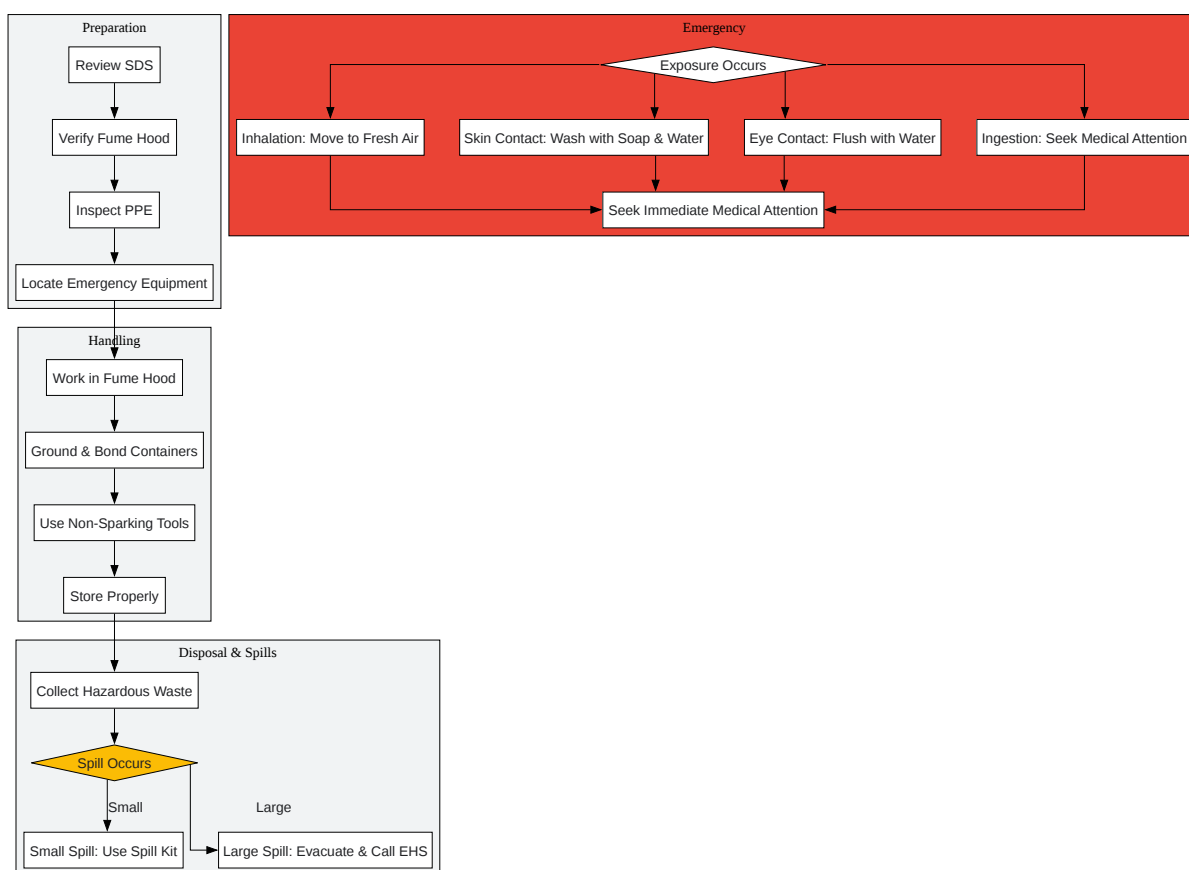 Preparation
Review SDS
Verify Fume Hood
Inspect PPE
Locate Emergency Equipment
Emergency
Exposure Occurs
Inhalation: Move to Fresh Air
Skin Contact: Wash with Soap & Water
Eye Contact: Flush with Water
Ingestion: Seek Medical Attention
Seek Immediate Medical Attention
Handling
Work in Fume Hood
Ground & Bond Containers
Use Non-Sparking Tools
Store Properly
Disposal & Spills
Collect Hazardous Waste
Spill Occurs
Small
Large
Small Spill: Use Spill Kit
Large Spill: Evacuate & Call EHS